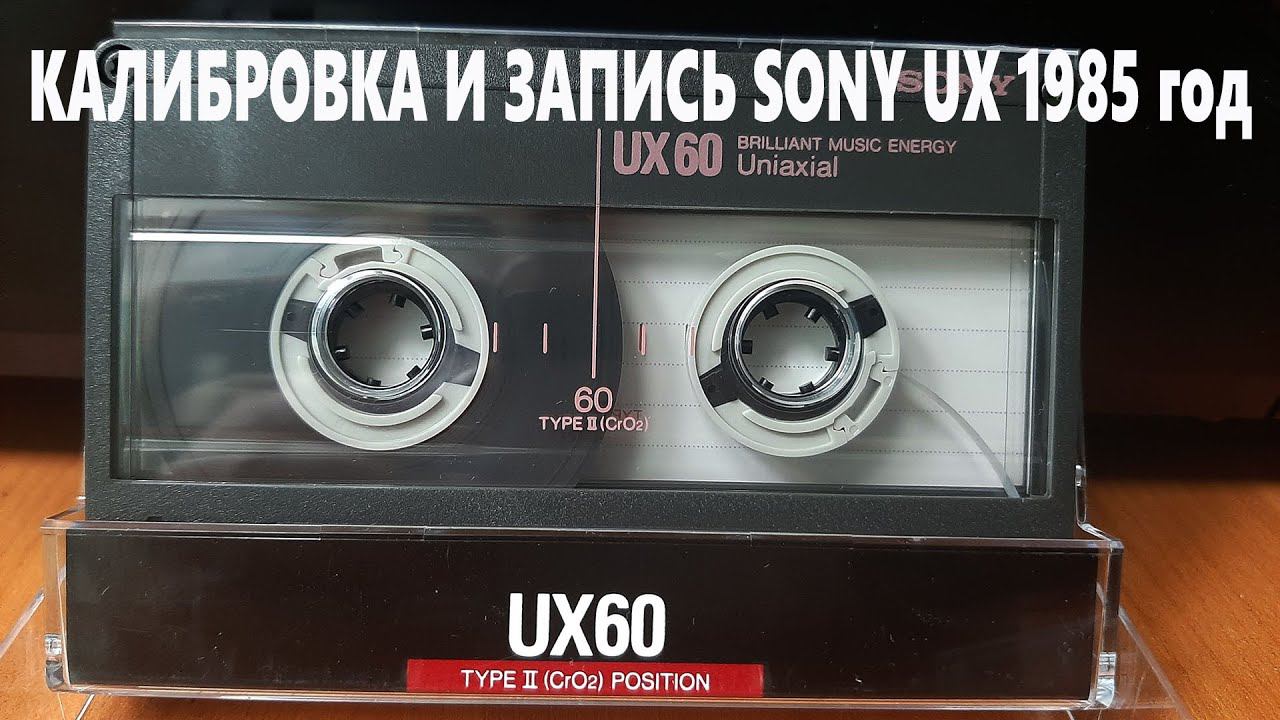 КАЛИБРОВКА И ЗАПИСЬ SONY UX 1985 год
SONY
UX60 BRILLIANT MUSIC ENERGY
Uniaxial
60
TYPE II (CrO2)
UX60
TYPE II (CrO2) POSITION